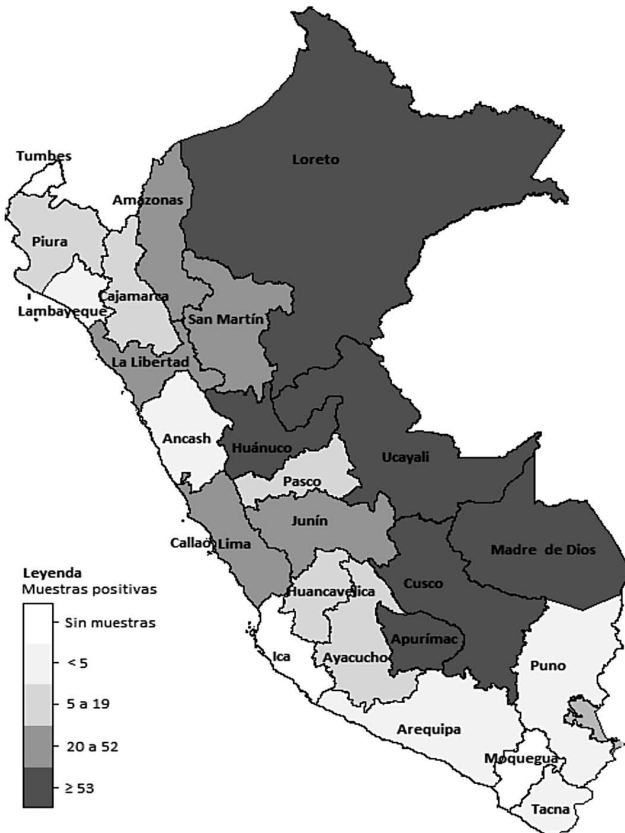 Loreto
Tumbes
Amazonas
Piura
Cajamarca
Lambayeque
San Martín
La Libertad
Ancash
Huánuco
Ucayali
Pasco
Junín
Callao
Lima
Madre de Dios
Cusco
Huancavelica
Apurímac
Ica
Ayacucho
Puno
Arequipa
Moquegua
Tacna
Leyenda
Muestras positivas
Sin muestras
< 5
5 a 19
20 a 52
≥ 53